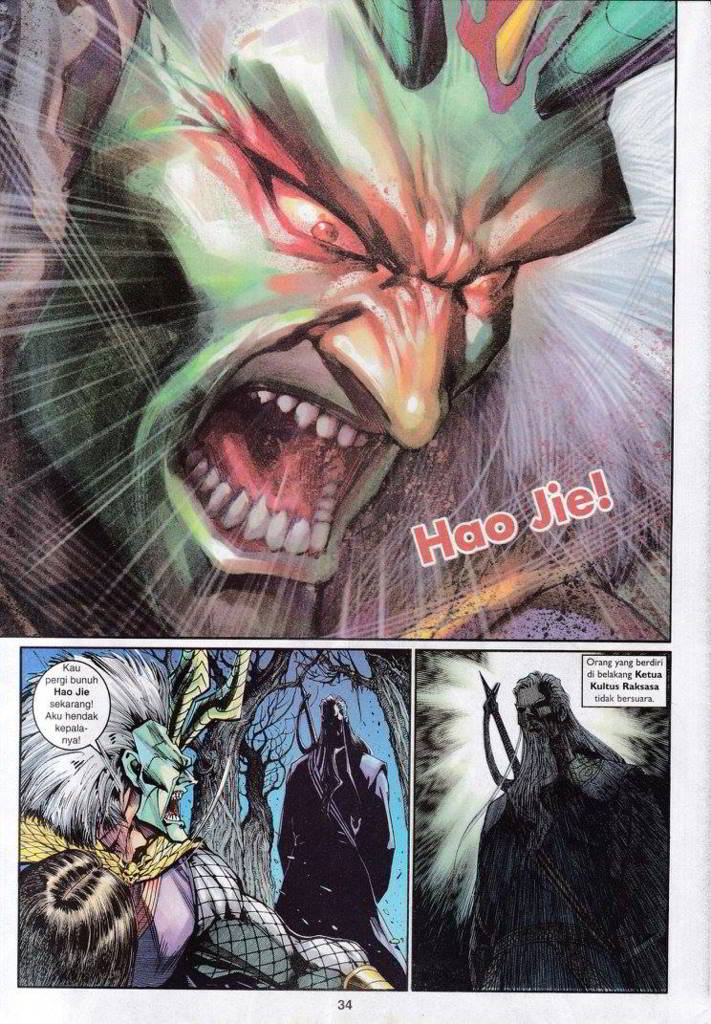 Hao Jie!
Kau
pergi bunuh
Hao Jie
sekarang!
Aku hendak
kepala-
nya!
Orang yang berdiri
di belakang Ketua
Kultus Raksasa
tidak bersuara.
34